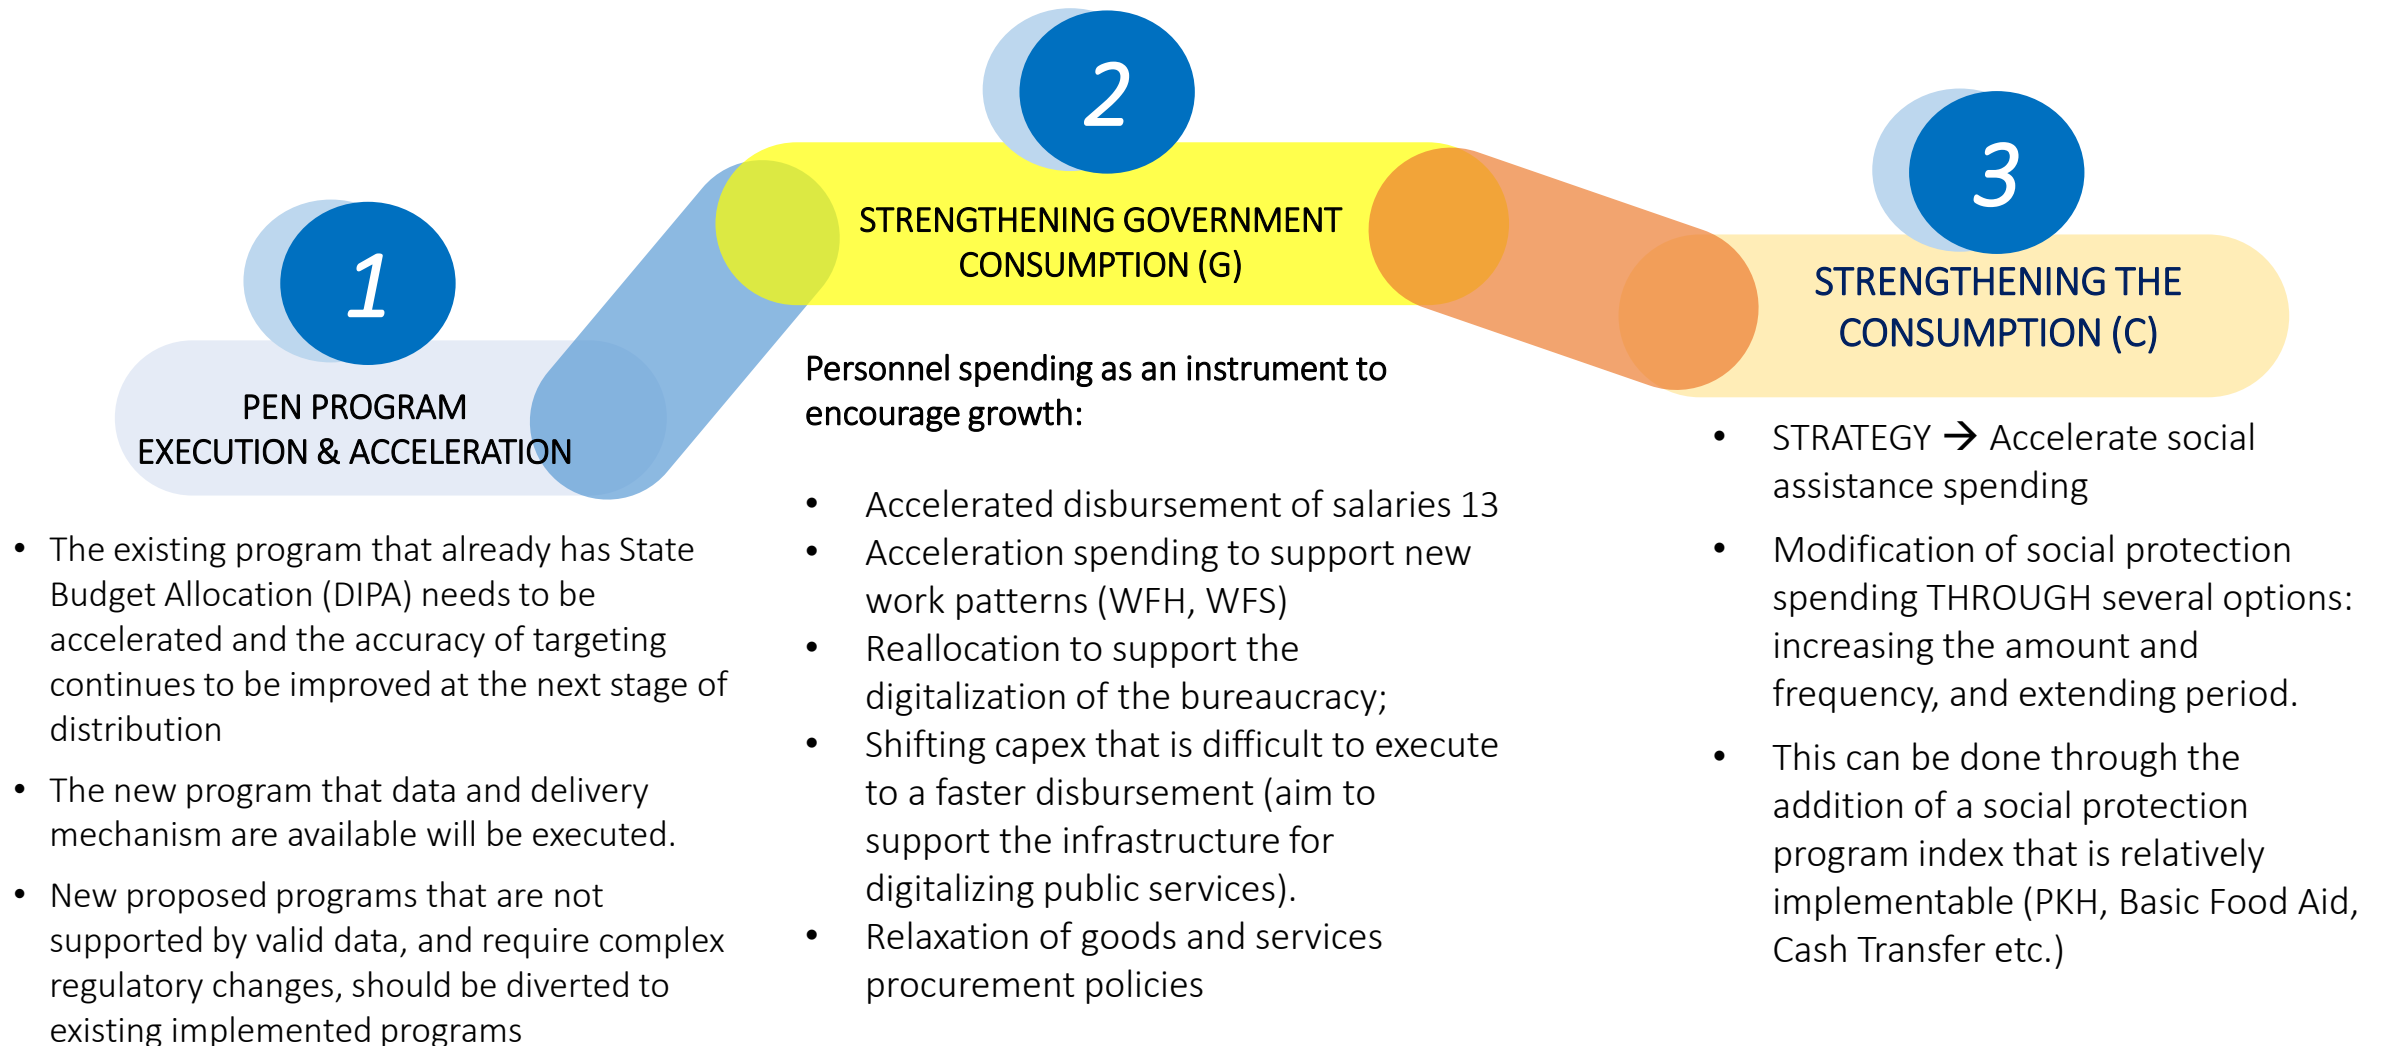 1
PEN PROGRAM
EXECUTION & ACCELERATION
• The existing program that already has State
Budget Allocation (DIPA) needs to be
accelerated and the accuracy of targeting
continues to be improved at the next stage of
distribution
• The new program that data and delivery
mechanism are available will be executed.
• New proposed programs that are not
supported by valid data, and require complex
regulatory changes, should be diverted to
existing implemented programs
2
STRENGTHENING GOVERNMENT
CONSUMPTION (G)
Personnel spending as an instrument to
encourage growth:
• Accelerated disbursement of salaries 13
• Acceleration spending to support new
work patterns (WFH, WFS)
• Reallocation to support the
digitalization of the bureaucracy;
• Shifting capex that is difficult to execute
to a faster disbursement (aim to
support the infrastructure for
digitalizing public services).
• Relaxation of goods and services
procurement policies
3
STRENGTHENING THE
CONSUMPTION (C)
• STRATEGY → Accelerate social
assistance spending
• Modification of social protection
spending THROUGH several options:
increasing the amount and
frequency, and extending period.
• This can be done through the
addition of a social protection
program index that is relatively
implementable (PKH, Basic Food Aid,
Cash Transfer etc.)